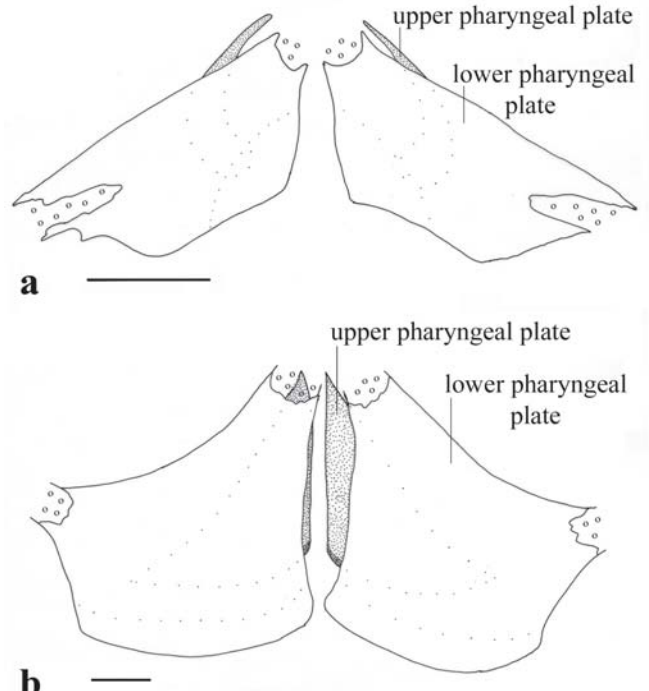 upper pharyngeal plate
lower pharyngeal
plate
a
upper pharyngeal plate
lower pharyngeal
plate
b